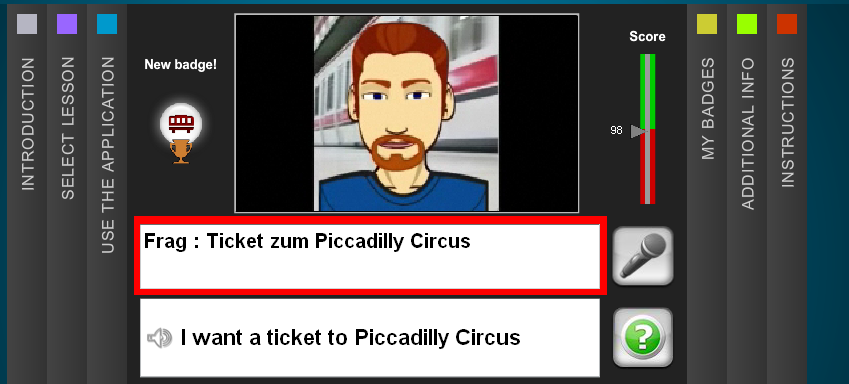 INTRODUCTION
SELECT LESSON
USE THE APPLICATION
New badge!
Score
98
MY BADGES
ADDITIONAL INFO
INSTRUCTIONS
Frag : Ticket zum Piccadilly Circus
I want a ticket to Piccadilly Circus
?